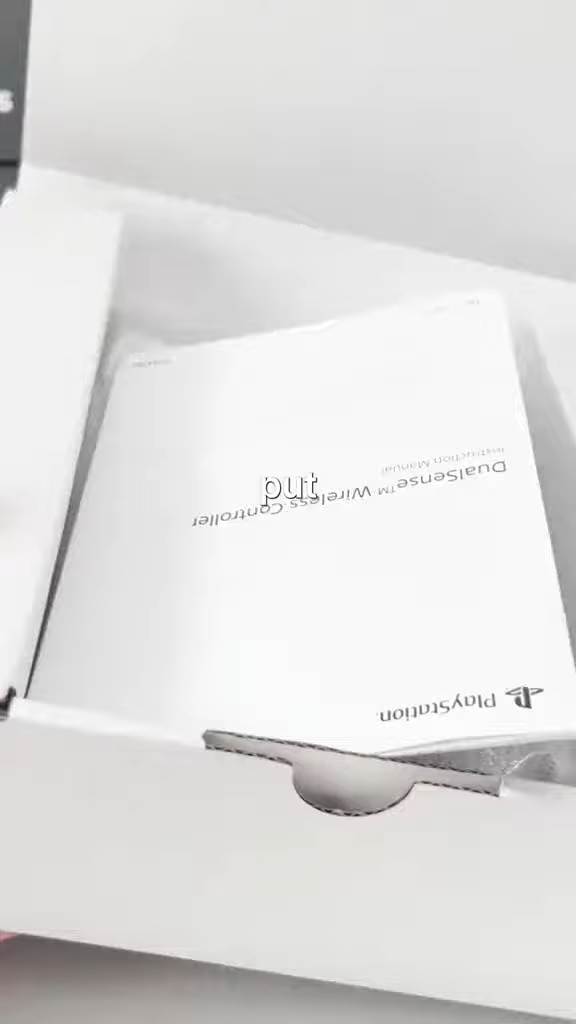 s
put
Instruction Manual
DualSense™ Wireless Controller
PlayStation.